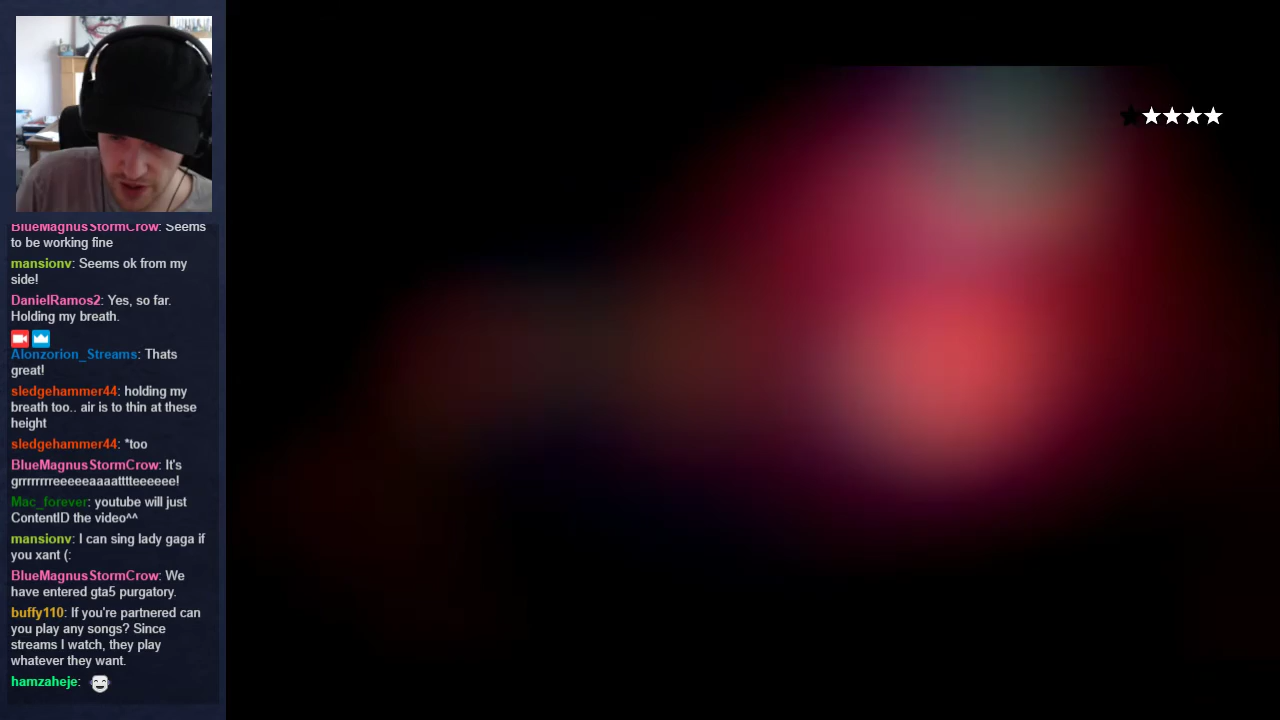 BlueMagnusStormCrow: Seems
to be working fine
mansionv: Seems ok from my
side!
DanielRamos2: Yes, so far.
Holding my breath.
Alonzorion_Streams: Thats
great!
sledgehammer44: holding my
breath too.. air is to thin at these
height
sledgehammer44: *too
BlueMagnusStormCrow: It's
grrrrrrrreeeeeaaaattttteeeeee!
Mac_forever: youtube will just
ContentID the video^^
mansionv: I can sing lady gaga if
you xant (:
BlueMagnusStormCrow: We
have entered gta5 purgatory.
buffy110: If you're partnered can
you play any songs? Since
streams I watch, they play
whatever they want.
hamzaheje: